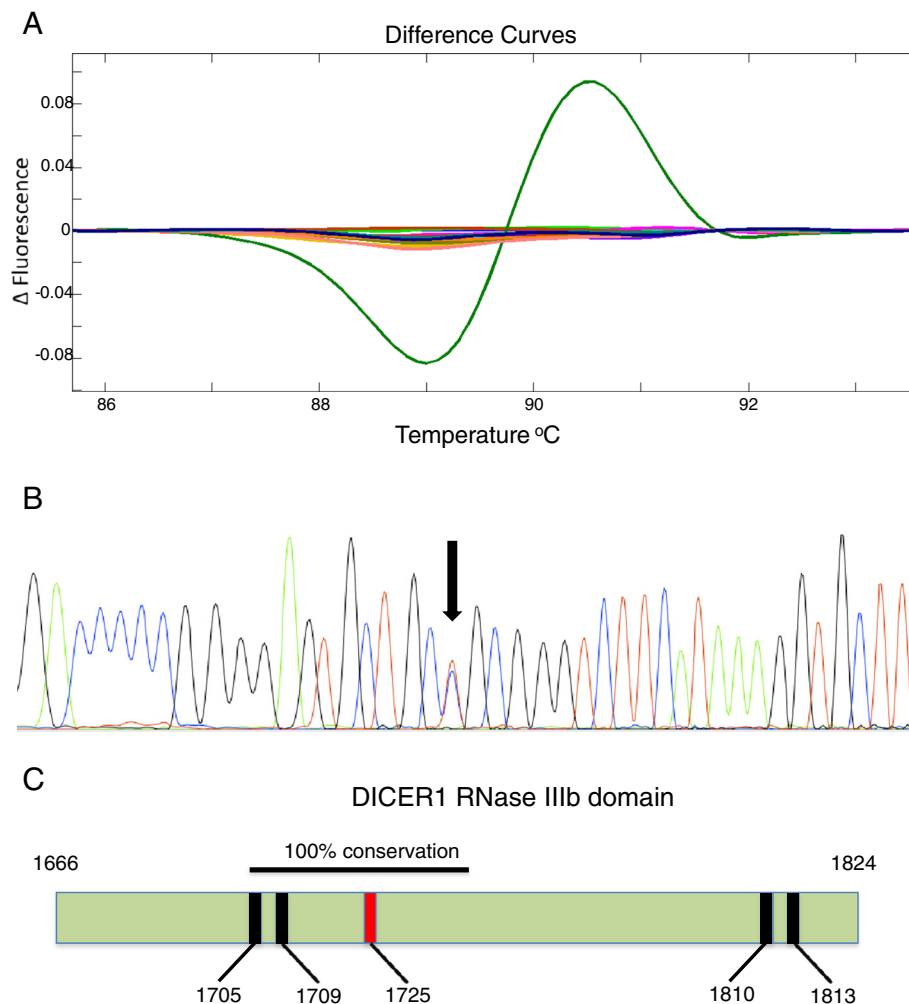 A
Difference Curves
Δ Fluorescence
0.08
0.04
0
-0.04
-0.08
86 88 90 92
Temperature °C
B
C
DICER1 RNase IIIb domain
100% conservation
1666 1824
1705 1709 1725 1810 1813